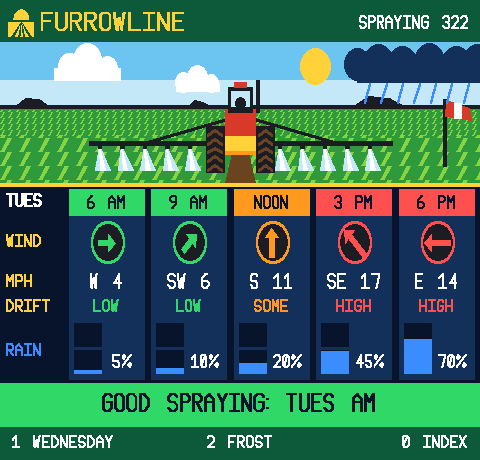 FURROWLINE
SPRAYING 322
TUES 6 AM 9 AM NOON 3 PM 6 PM
WIND
MPH W 4 SW 6 S 11 SE 17 E 14
DRIFT LOW LOW SOME HIGH HIGH
RAIN 5% 10% 20% 45% 70%
GOOD SPRAYING: TUES AM
1 WEDNESDAY 2 FROST 0 INDEX